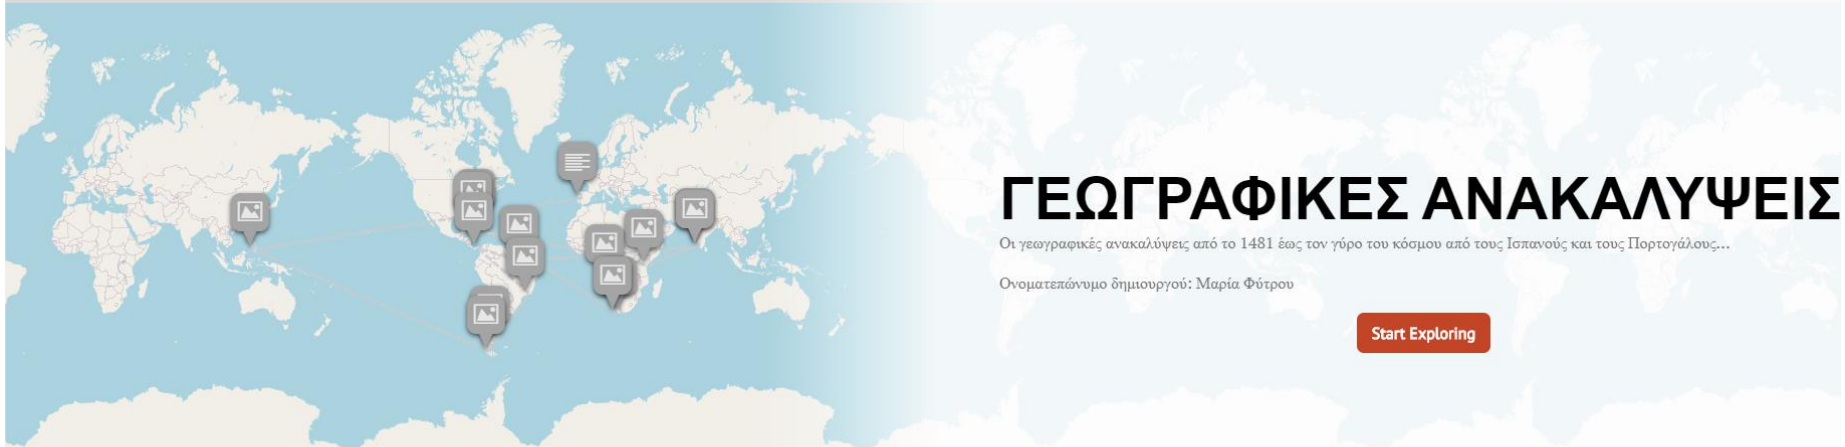 ΓΕΩΓΡΑΦΙΚΕΣ ΑΝΑΚΑΛΥΨΕΙΣ
Οι γεωγραφικές ανακαλύψεις από το 1481 έως τον γύρο του κόσμου από τους Ισπανούς και τους Πορτογάλους...
Ονοματεπώνυμο δημιουργού: Μαρία Φύτρου
Start Exploring